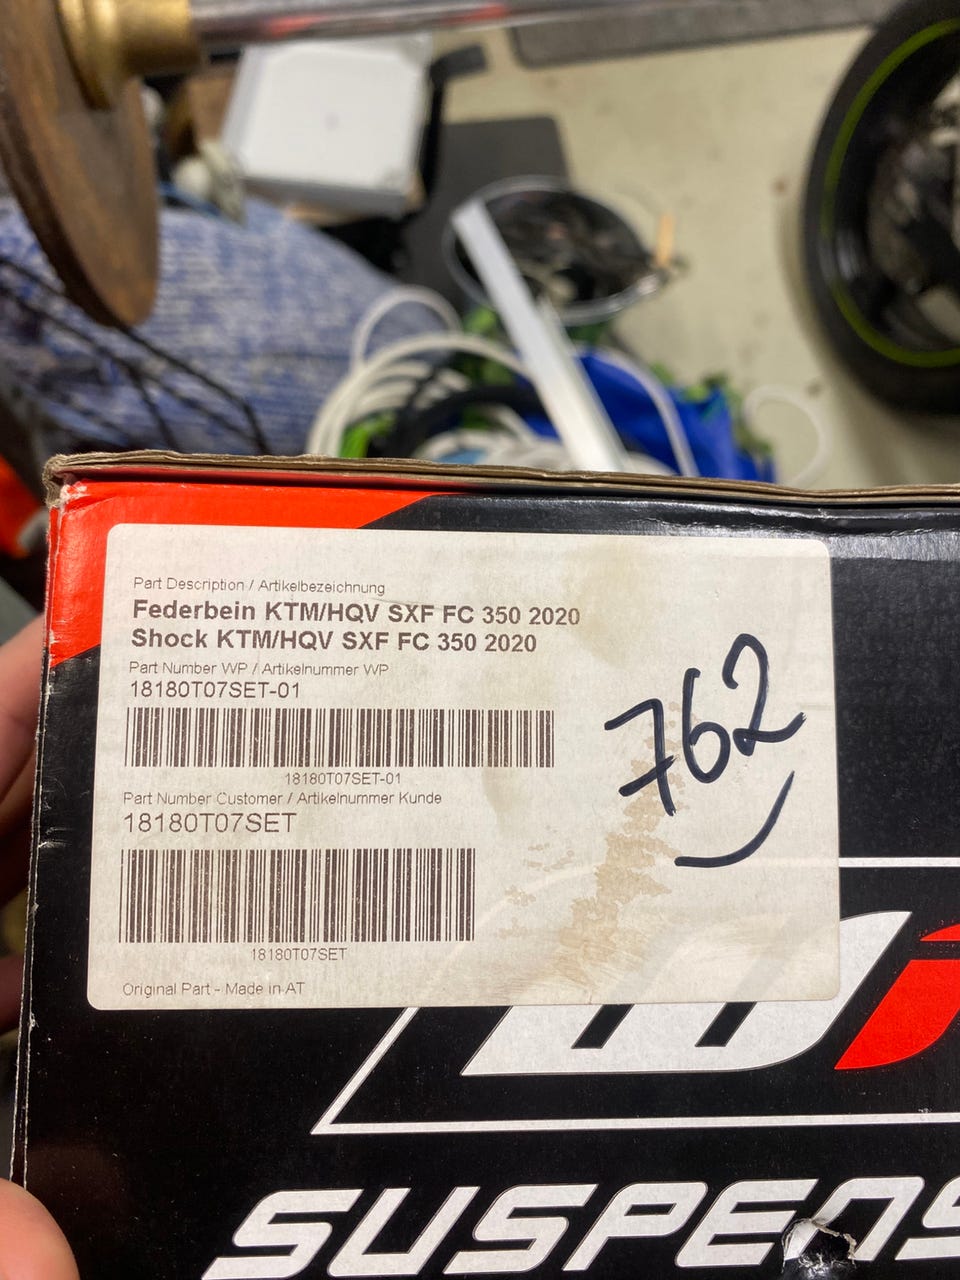 Part Description / Artikelbezeichnung
Federbein KTM/HQV SXF FC 350 2020
Shock KTM/HQV SXF FC 350 2020
Part Number WP / Artikelnummer WP
18180T07SET-01
18180T07SET-01
Part Number Customer / Artikelnummer Kunde
18180T07SET
18180T07SET
Original Part - Made in AT
762
SUSPENS